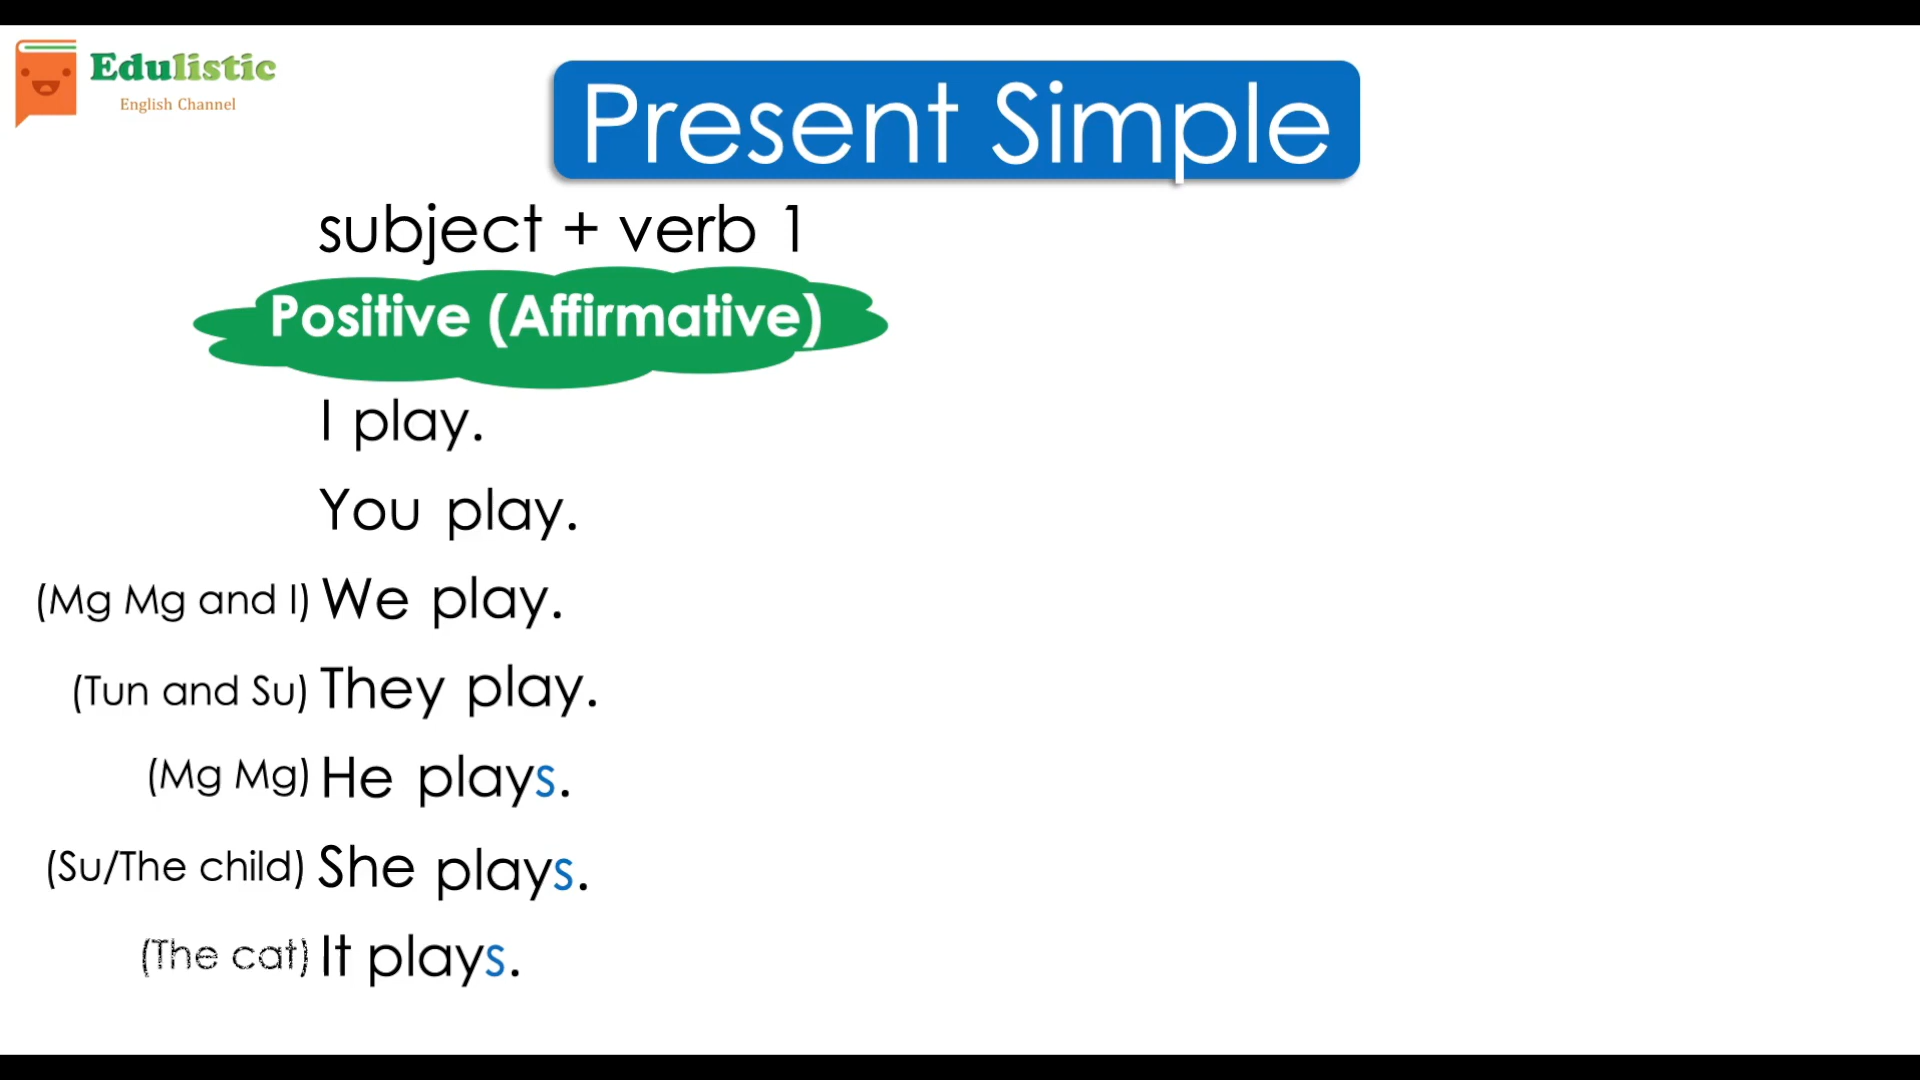 Edulistic
English Channel
Present Simple
subject + verb 1
Positive (Affirmative)
I play.
You play.
(Mg Mg and I) We play.
(Tun and Su) They play.
(Mg Mg) He plays.
(Su/The child) She plays.
(The cat) It plays.